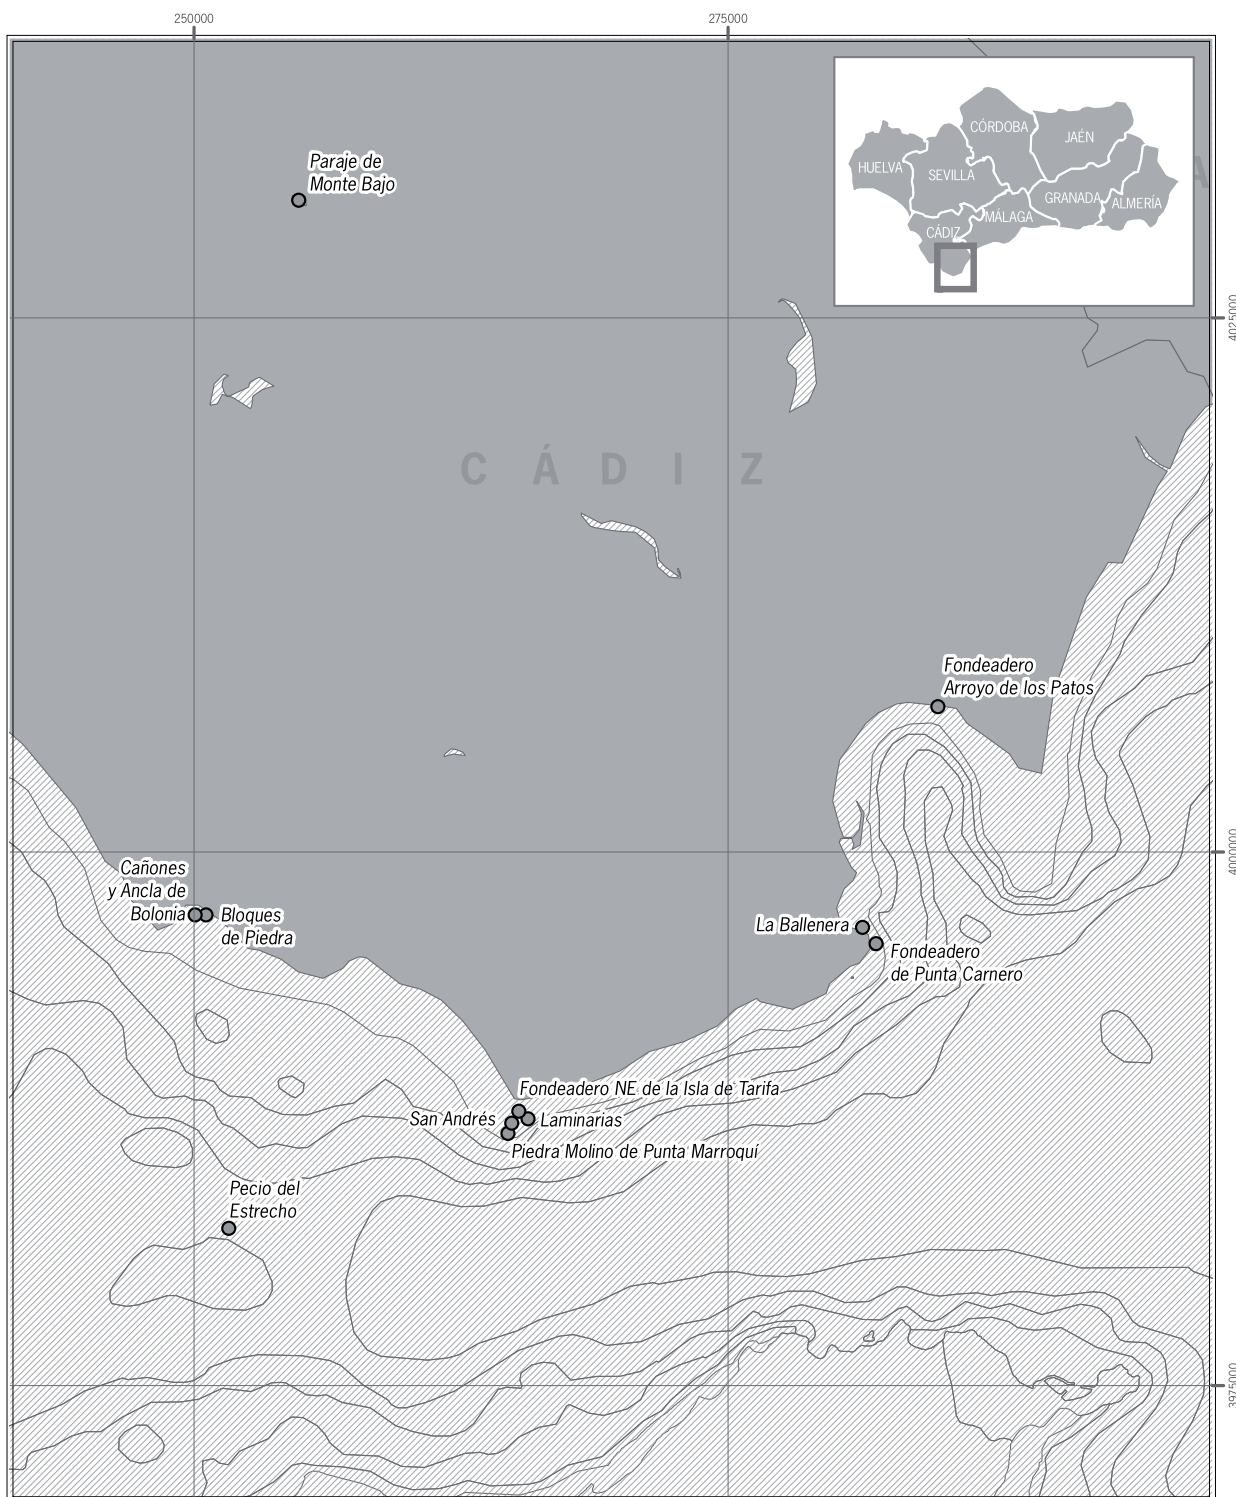 250000
275000
CÓRDOBA
JAÉN
HUELVA
SEVILLA
GRANADA
ALMERÍA
MÁLAGA
CÁDIZ
A
Paraje de
Monte Bajo
4025000
CÁDIZ
Fondeadero
Arroyo de los Patos
4000000
Cañones
y Ancla de
Bolonia
Bloques
de Piedra
La Ballenera
Fondeadero
de Punta Carnero
Fondeadero NE de la Isla de Tarifa
San Andrés
Laminarias
Piedra Molino de Punta Marroquí
Pecio del
Estrecho
3975000